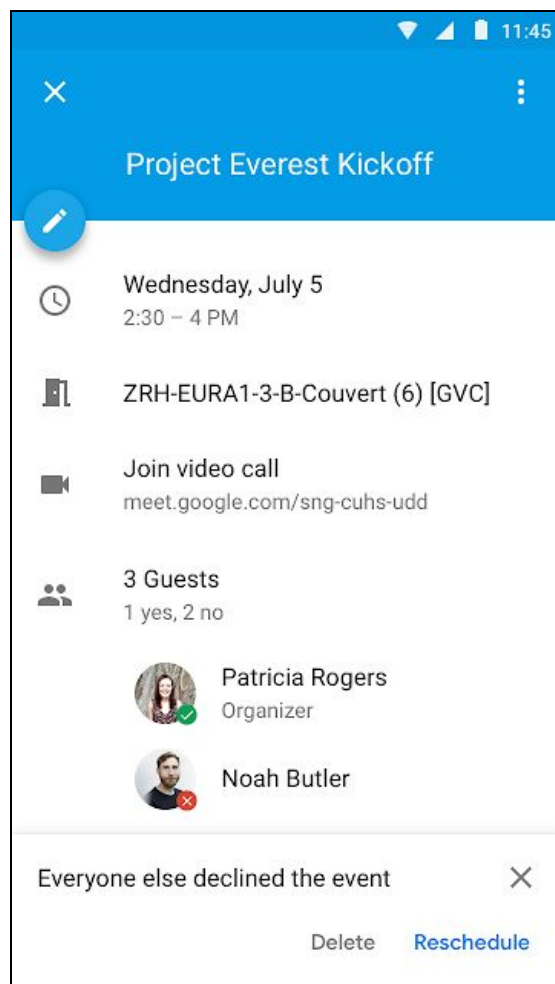 11:45
Project Everest Kickoff
Wednesday, July 5
2:30 – 4 PM
ZRH-EURA1-3-B-Couvert (6) [GVC]
Join video call
meet.google.com/sng-cuhs-udd
3 Guests
1 yes, 2 no
Patricia Rogers
Organizer
Noah Butler
Everyone else declined the event
Delete Reschedule